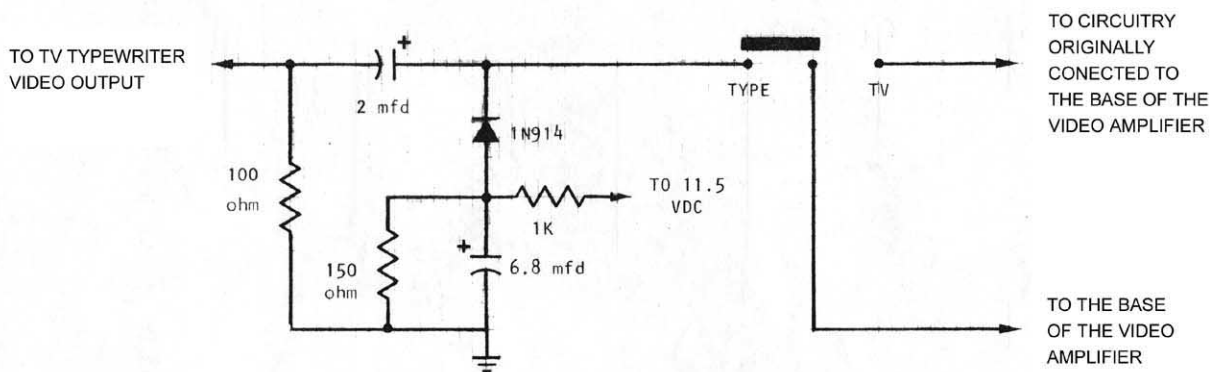 TO TV TYPEWRITER
VIDEO OUTPUT
+
2 mfd
TYPE
TV
TO CIRCUITRY
ORIGINALLY
CONECTED TO
THE BASE OF THE
VIDEO AMPLIFIER
1N914
100
ohm
TO 11.5
VDC
1K
+
6.8 mfd
150
ohm
TO THE BASE
OF THE VIDEO
AMPLIFIER